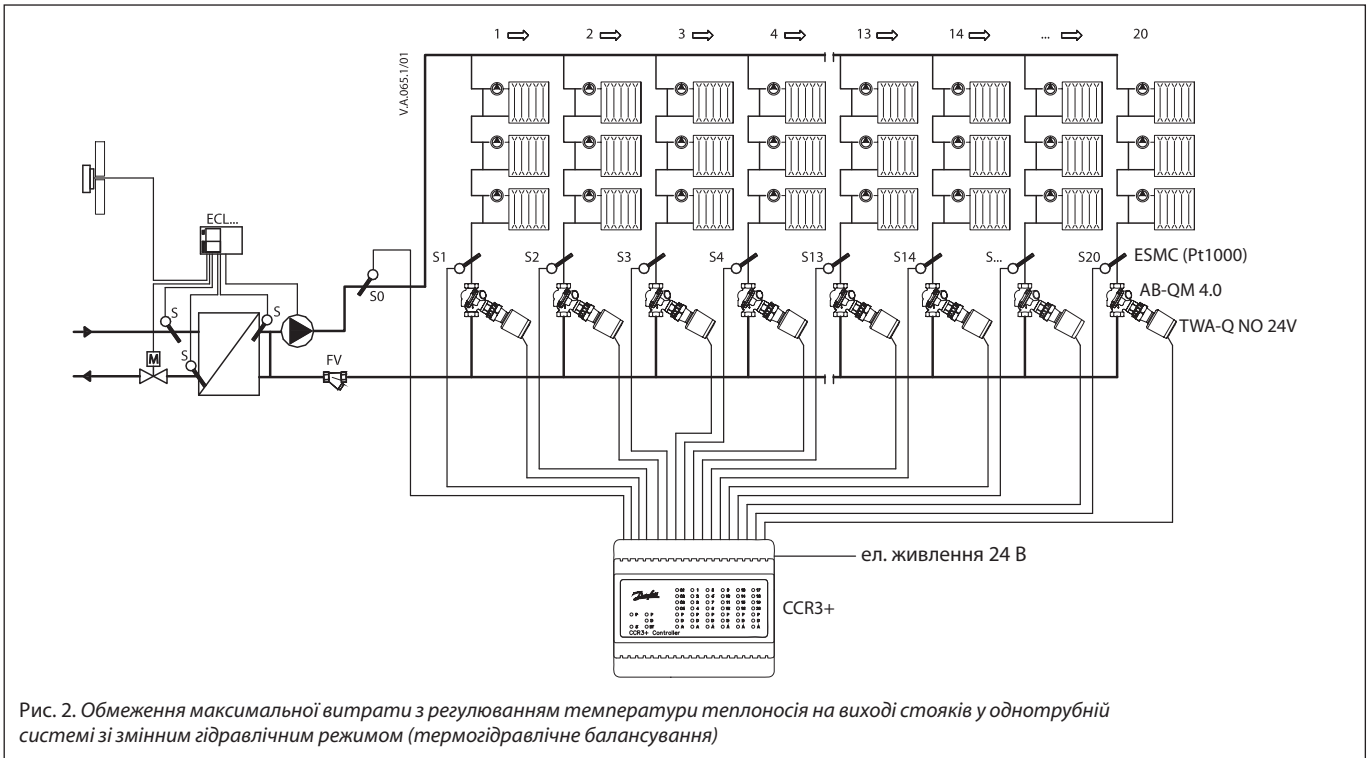 1 2 3 4 13 14 ... 20
V.A.065.1/01
ECL...
S0
S
S
S
M
FV
S1 S2 S3 S4 S13 S14 S... S20
ESMC (Pt1000)
AB-QM 4.0
TWA-Q NO 24V
ел. живлення 24 В
Danfoss
CCR3+ Controller
CCR3+
Рис. 2. Обмеження максимальної витрати з регулюванням температури теплоносія на виході стояків у однотрубній
системі зі змінним гідравлічним режимом (термогідравлічне балансування)